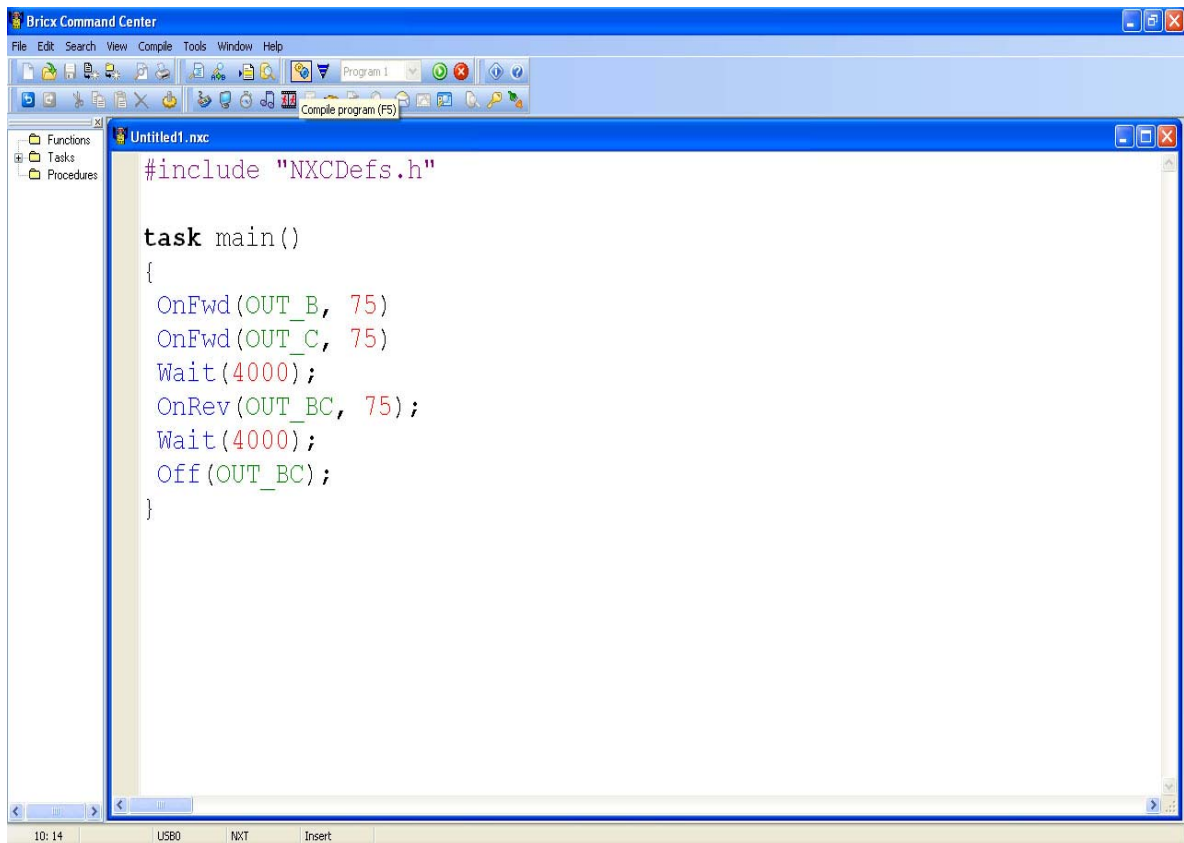 Bricx Command Center
File Edit Search View Compile Tools Window Help
Program 1
Compile program (F5)
Functions
Tasks
Procedures
Untitled1.nxc
#include "NXCDefs.h"
task main()
{
OnFwd(OUT_B, 75)
OnFwd(OUT_C, 75)
Wait(4000);
OnRev(OUT_BC, 75);
Wait(4000);
Off(OUT_BC);
}
10: 14 USB0 NXT Insert